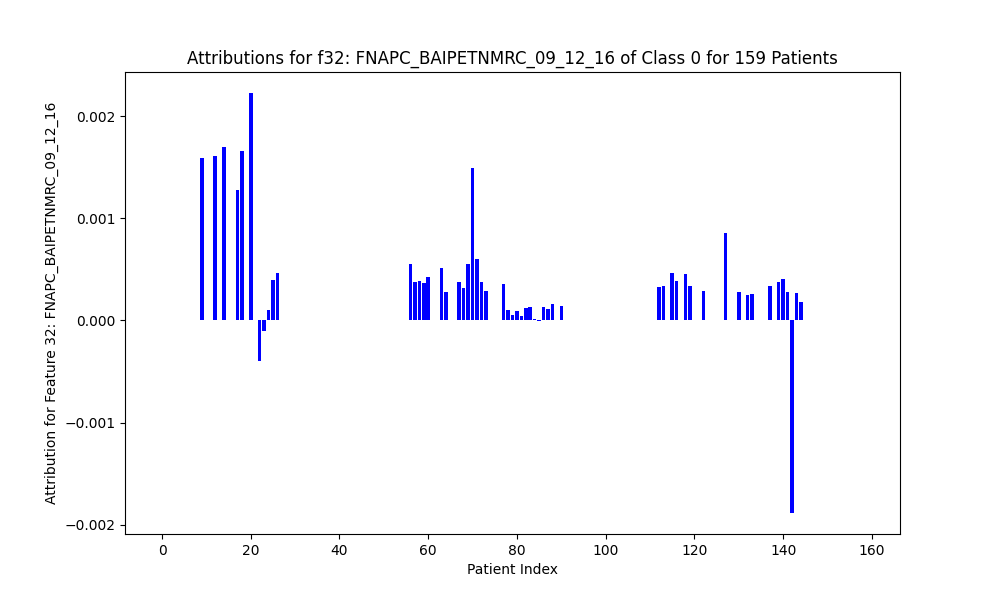 Attributions for f32: FNAPC_BAIPETNMRC_09_12_16 of Class 0 for 159 Patients
Attribution for Feature 32: FNAPC_BAIPETNMRC_09_12_16
0.002
0.001
0.000
−0.001
−0.002
0 20 40 60 80 100 120 140 160
Patient Index